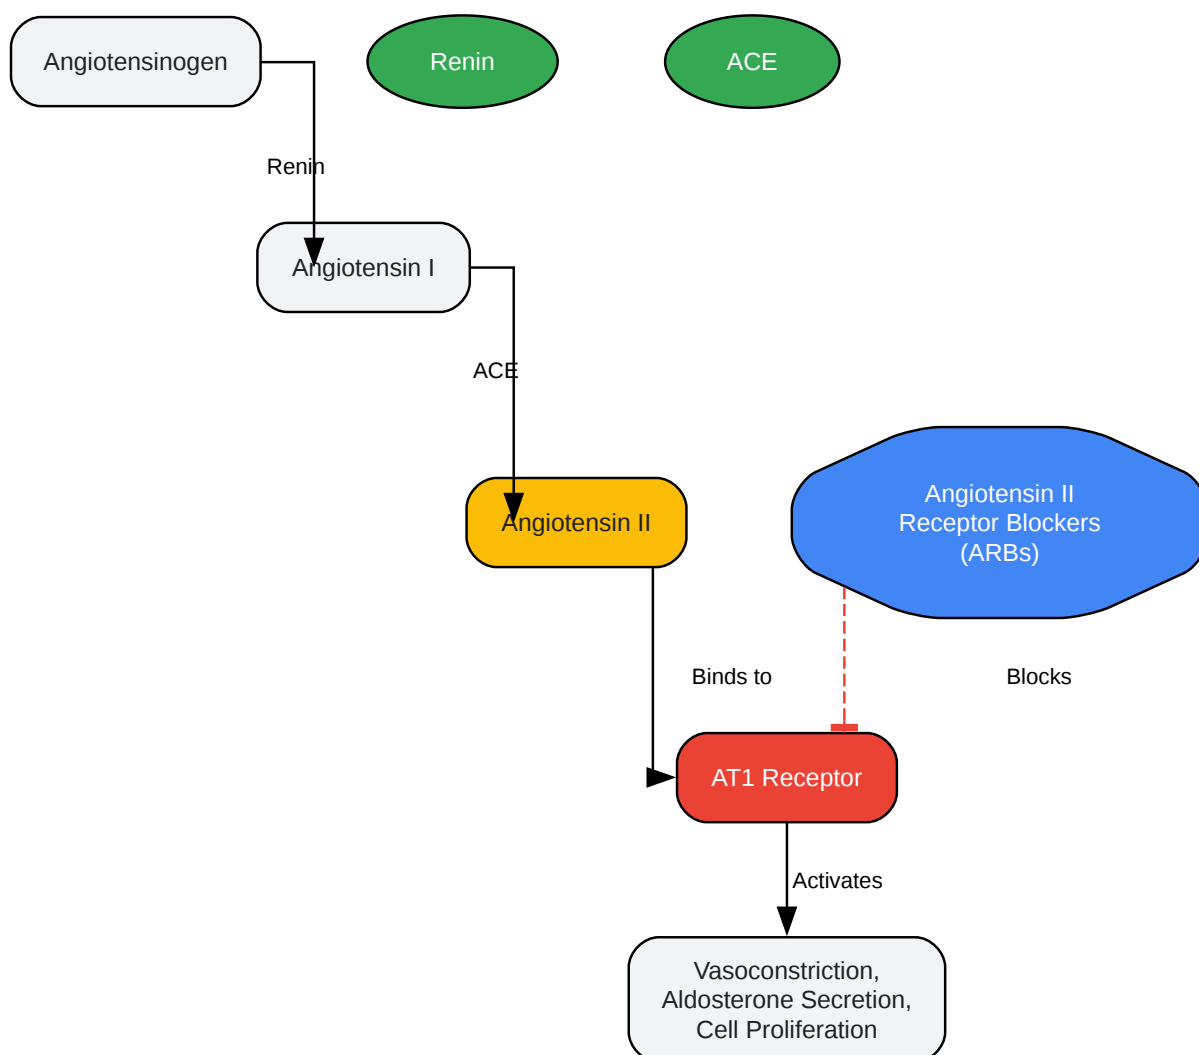 Angiotensinogen
Renin
ACE
Renin
Angiotensin I
ACE
Angiotensin II
Angiotensin II
Receptor Blockers
(ARBs)
Binds to
Blocks
AT1 Receptor
Activates
Vasoconstriction,
Aldosterone Secretion,
Cell Proliferation